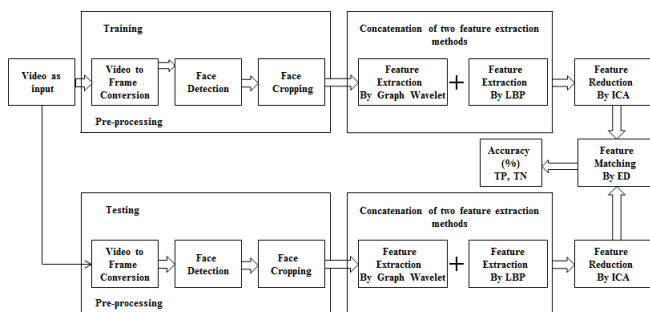 Training
Concatenation of two feature extraction
methods
Video as
input
Video to
Frame
Conversion
Face
Detection
Face
Cropping
Feature
Extraction
By Graph Wavelet
+
Feature
Extraction
By LBP
Feature
Reduction
By ICA
Pre-processing
Accuracy
(%)
TP, TN
Feature
Matching
By ED
Testing
Concatenation of two feature extraction
methods
Video to
Frame
Conversion
Face
Detection
Face
Cropping
Feature
Extraction
By Graph Wavelet
+
Feature
Extraction
By LBP
Feature
Reduction
By ICA
Pre-processing